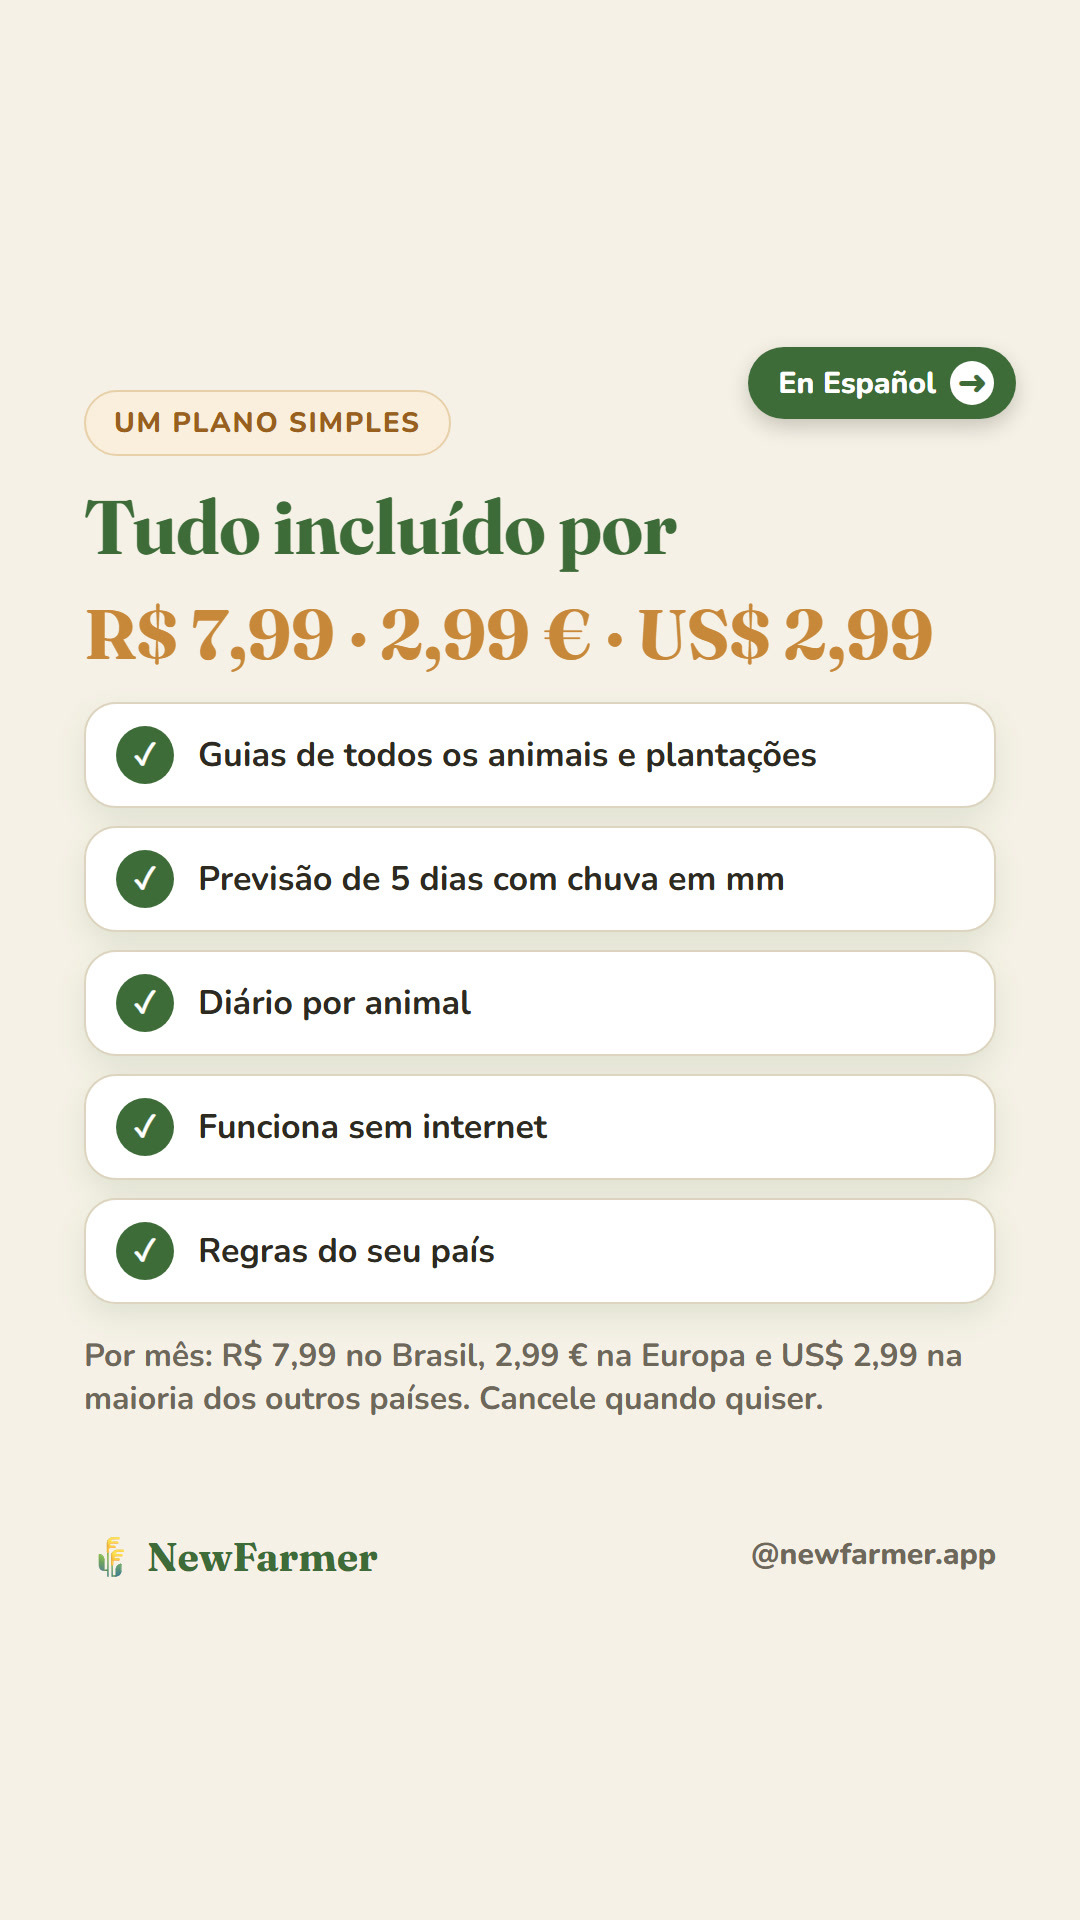 En Español
UM PLANO SIMPLES
Tudo incluído por
R$ 7,99 · 2,99 € · US$ 2,99
Guias de todos os animais e plantações
Previsão de 5 dias com chuva em mm
Diário por animal
Funciona sem internet
Regras do seu país
Por mês: R$ 7,99 no Brasil, 2,99 € na Europa e US$ 2,99 na
maioria dos outros países. Cancele quando quiser.
NewFarmer
@newfarmer.app